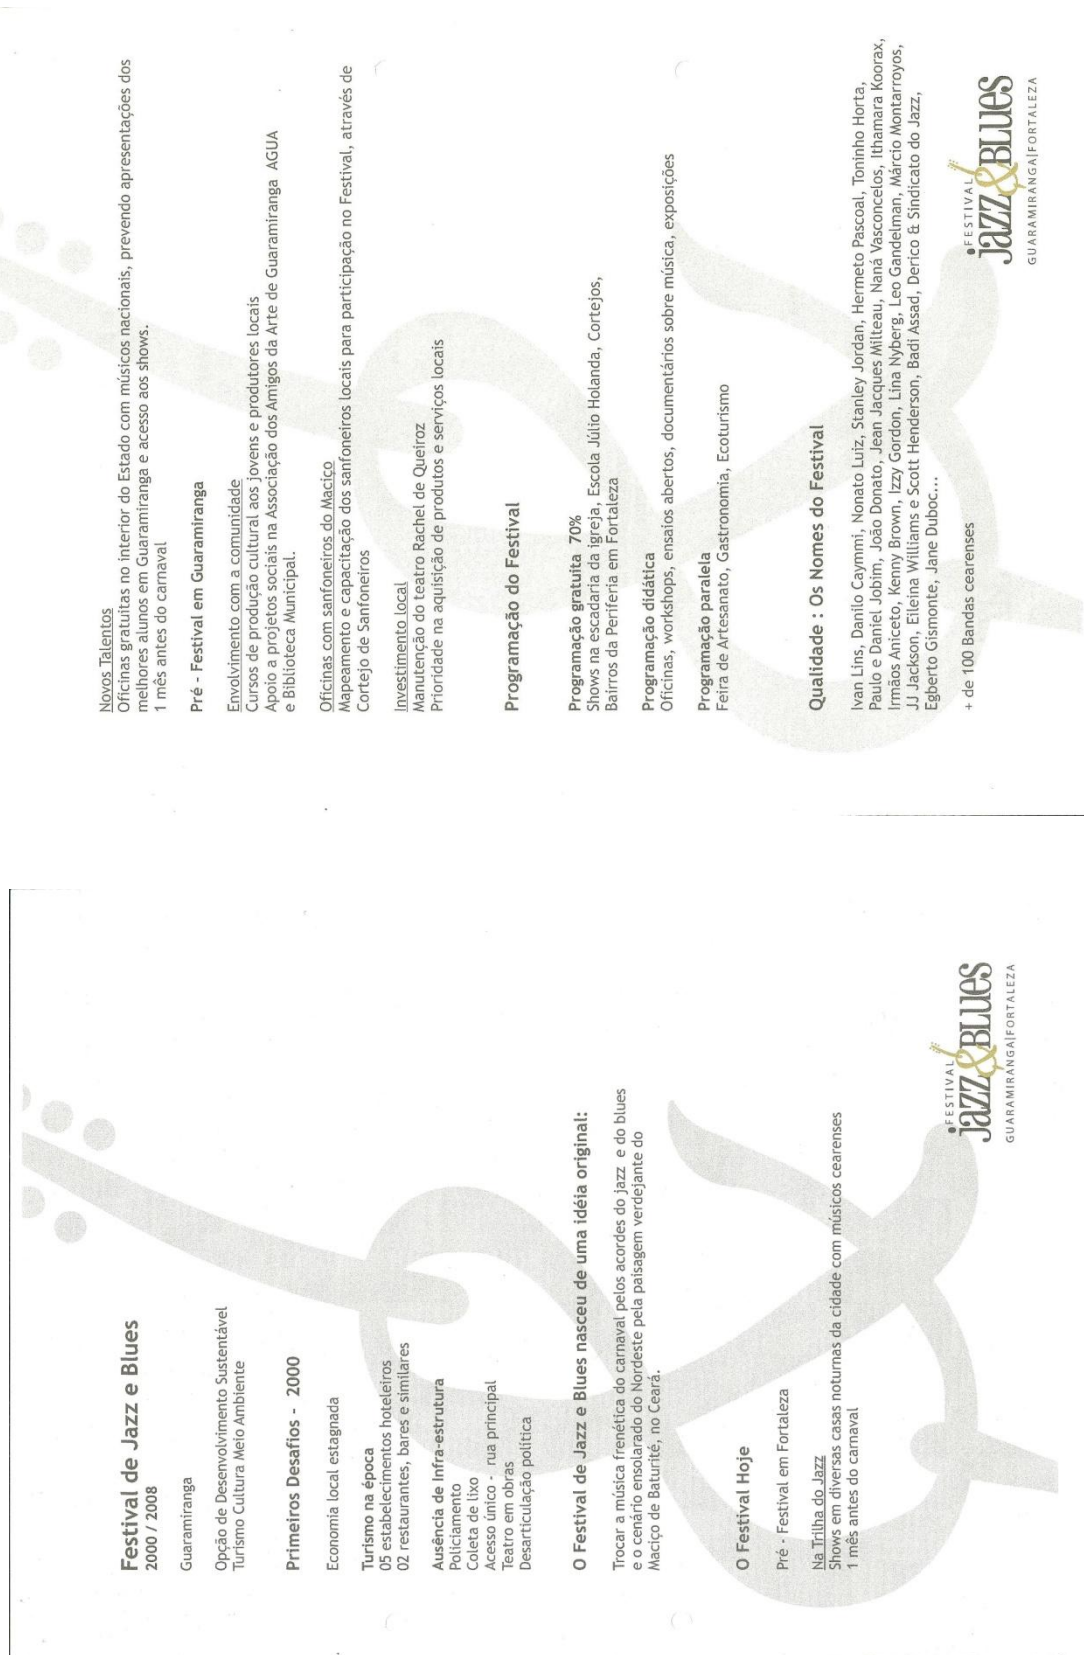 Festival de Jazz e Blues
2000 / 2008
Guaramiranga
Opção de Desenvolvimento Sustentável
Turismo Cultura Meio Ambiente
Primeiros Desafios - 2000
Economia local estagnada
Turismo na época
05 estabelecimentos hoteleiros
02 restaurantes, bares e similares
Ausência de Infra-estrutura
Policiamento
Coleta de lixo
Acesso único - rua principal
Teatro em obras
Desarticulação política
O Festival de Jazz e Blues nasceu de uma idéia original:
Trocar a música frenética do carnaval pelos acordes do jazz e do blues
e o cenário ensolarado do Nordeste pela paisagem verdejante do
Maciço de Baturité, no Ceará.
O Festival Hoje
Pré - Festival em Fortaleza
Na Trilha do Jazz
Shows em diversas casas noturnas da cidade com músicos cearenses
1 mês antes do carnaval
FESTIVAL
Jazz & BLUES
GUARAMIRANGA|FORTALEZA
Novos Talentos
Oficinas gratuitas no interior do Estado com músicos nacionais, prevendo apresentações dos
melhores alunos em Guaramiranga e acesso aos shows.
1 mês antes do carnaval
Pré - Festival em Guaramiranga
Envolvimento com a comunidade
Cursos de produção cultural aos jovens e produtores locais
Apoio a projetos sociais na Associação dos Amigos da Arte de Guaramiranga AGUA
e Biblioteca Municipal.
Oficinas com sanfoneiros do Maciço
Mapeamento e capacitação dos sanfoneiros locais para participação no Festival, através de
Cortejo de Sanfoneiros
Investimento local
Manutenção do teatro Rachel de Queiroz
Prioridade na aquisição de produtos e serviços locais
Programação do Festival
Programação gratuita 70%
Shows na escadaria da igreja, Escola Júlio Holanda, Cortejos,
Bairros da Periferia em Fortaleza
Programação didática
Oficinas, workshops, ensaios abertos, documentários sobre música, exposições
Programação paralela
Feira de Artesanato, Gastronomia, Ecoturismo
Qualidade : Os Nomes do Festival
Ivan Lins, Danilo Caymmi, Nonato Luiz, Stanley Jordan, Hermeto Pascoal, Toninho Horta,
Paulo e Daniel Jobim, João Donato, Jean Jacques Milteau, Naná Vasconcelos, Ithamara Koorax,
Irmãos Aniceto, Kenny Brown, Izzy Gordon, Lina Nyberg, Leo Gandelman, Márcio Montarroyos,
JJ Jackson, Eileina Williams e Scott Henderson, Badi Assad, Derico & Sindicato do Jazz,
Egberto Gismonte, Jane Duboc...
+ de 100 Bandas cearenses
FESTIVAL
Jazz & BLUES
GUARAMIRANGA|FORTALEZA